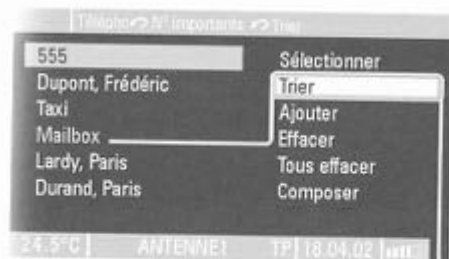 Télépho N° importants Trier
555
Dupont, Frédéric
Taxi
Mailbox
Lardy, Paris
Durand, Paris
Sélectionner
Trier
Ajouter
Effacer
Tous effacer
Composer
24.5°C ANTENNE1 TP 18.04.02